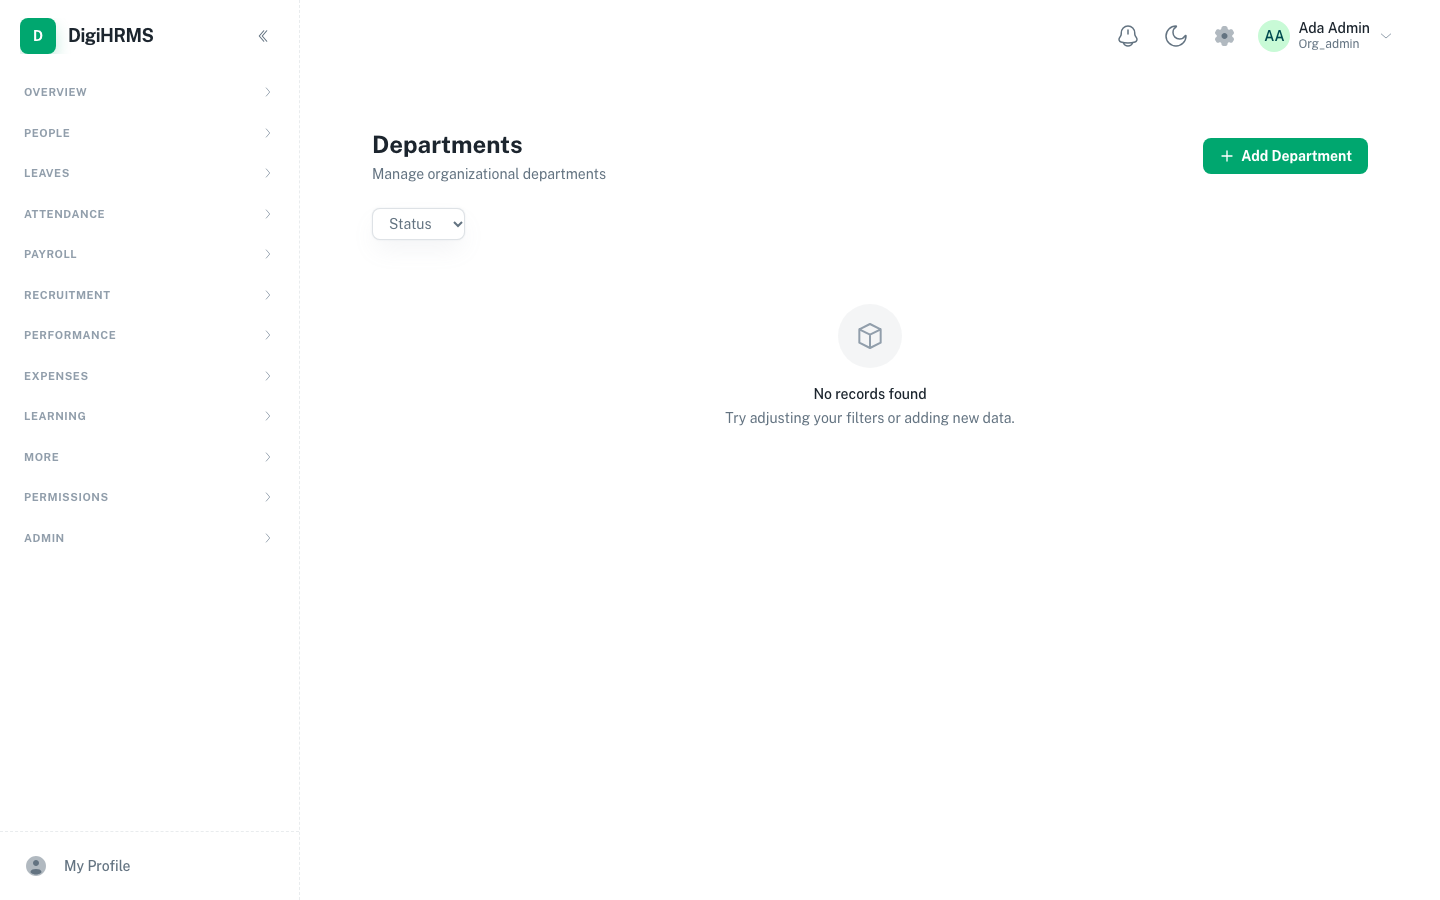 D
DigiHRMS
OVERVIEW
PEOPLE
LEAVES
ATTENDANCE
PAYROLL
RECRUITMENT
PERFORMANCE
EXPENSES
LEARNING
MORE
PERMISSIONS
ADMIN
My Profile
AA
Ada Admin
Org_admin
Departments
Manage organizational departments
Add Department
Status
No records found
Try adjusting your filters or adding new data.